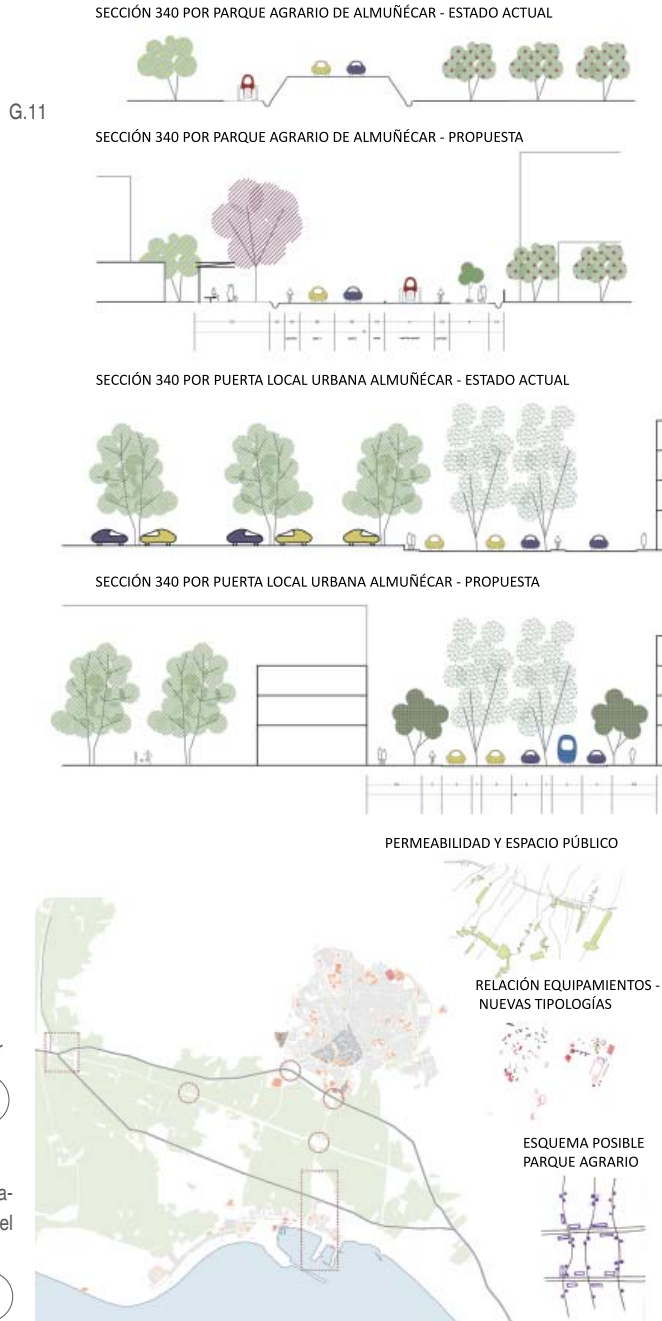 SECCIÓN 340 POR PARQUE AGRARIO DE ALMUÑÉCAR - ESTADO ACTUAL
G.11
SECCIÓN 340 POR PARQUE AGRARIO DE ALMUÑÉCAR - PROPUESTA
SECCIÓN 340 POR PUERTA LOCAL URBANA ALMUÑÉCAR - ESTADO ACTUAL
SECCIÓN 340 POR PUERTA LOCAL URBANA ALMUÑÉCAR - PROPUESTA
PERMEABILIDAD Y ESPACIO PÚBLICO
RELACIÓN EQUIPAMIENTOS -
NUEVAS TIPOLOGÍAS
ESQUEMA POSIBLE
PARQUE AGRARIO
a-
el